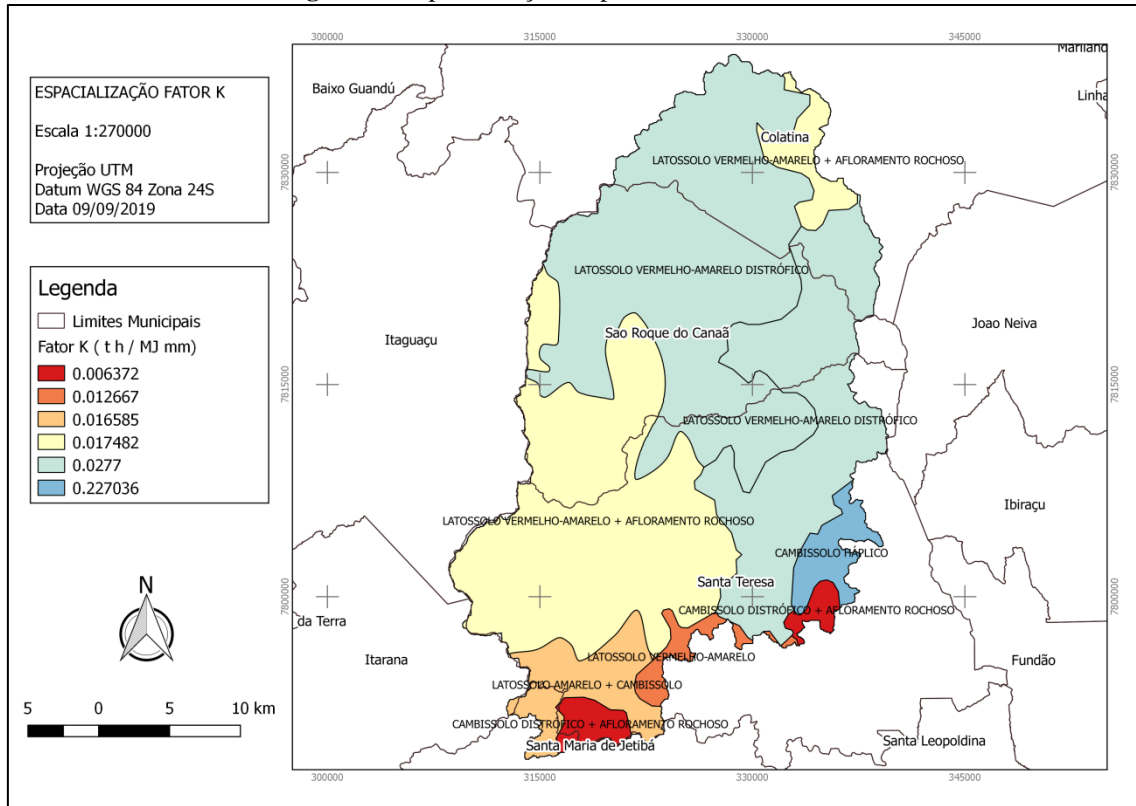 300000 315000 330000 345000
ESPACIALIZAÇÃO FATOR K
Escala 1:270000
Projeção UTM
Datum WGS 84 Zona 24S
Data 09/09/2019
Legenda
Limites Municipais
Fator K ( t h / MJ mm)
0.006372
0.012667
0.016585
0.017482
0.0277
0.227036
N
5 0 5 10 km
Baixo Guandú
Marilând
Linha
Colatina
LATOSSOLO VERMELHO-AMARELO + AFLORAMENTO ROCHOSO
7830000
7830000
LATOSSOLO VERMELHO-AMARELO DISTRÓFICO
Itaguaçu
Sao Roque do Canaã
Joao Neiva
7815000
7815000
LATOSSOLO VERMELHO-AMARELO DISTRÓFICO
Ibiraçu
LATOSSOLO VERMELHO-AMARELO + AFLORAMENTO ROCHOSO
CAMBISSOLO HÁPLICO
Santa Teresa
7800000
7800000
CAMBISSOLO DISTRÓFICO + AFLORAMENTO ROCHOSO
da Terra
Itarana
LATOSSOLO VERMELHO-AMARELO
Fundão
LATOSSOLO-AMARELO + CAMBISSOLO
CAMBISSOLO DISTRÓFICO + AFLORAMENTO ROCHOSO
Santa Maria de Jetibá
Santa Leopoldina
300000 315000 330000 345000